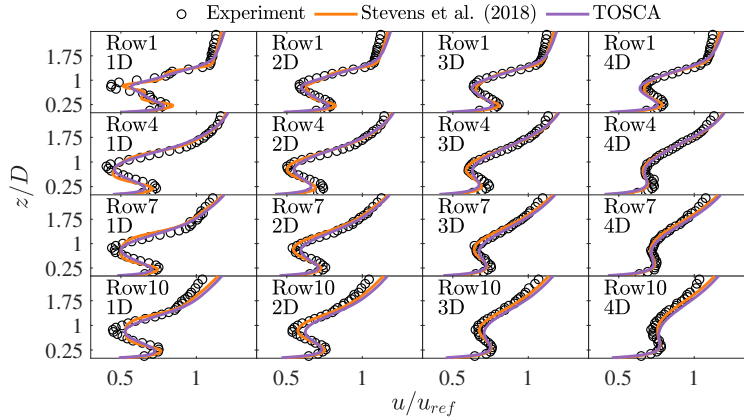 Experiment Stevens et al. (2018) TOSCA
Row1 Row1 Row1 Row1
1D 2D 3D 4D
1.75
1
0.25
Row4 Row4 Row4 Row4
1D 2D 3D 4D
1.75
1
0.25
z/D
Row7 Row7 Row7 Row7
1D 2D 3D 4D
1.75
1
0.25
Row10 Row10 Row10 Row10
1D 2D 3D 4D
1.75
1
0.25
0.5 1 0.5 1 0.5 1 0.5 1
u/u_ref